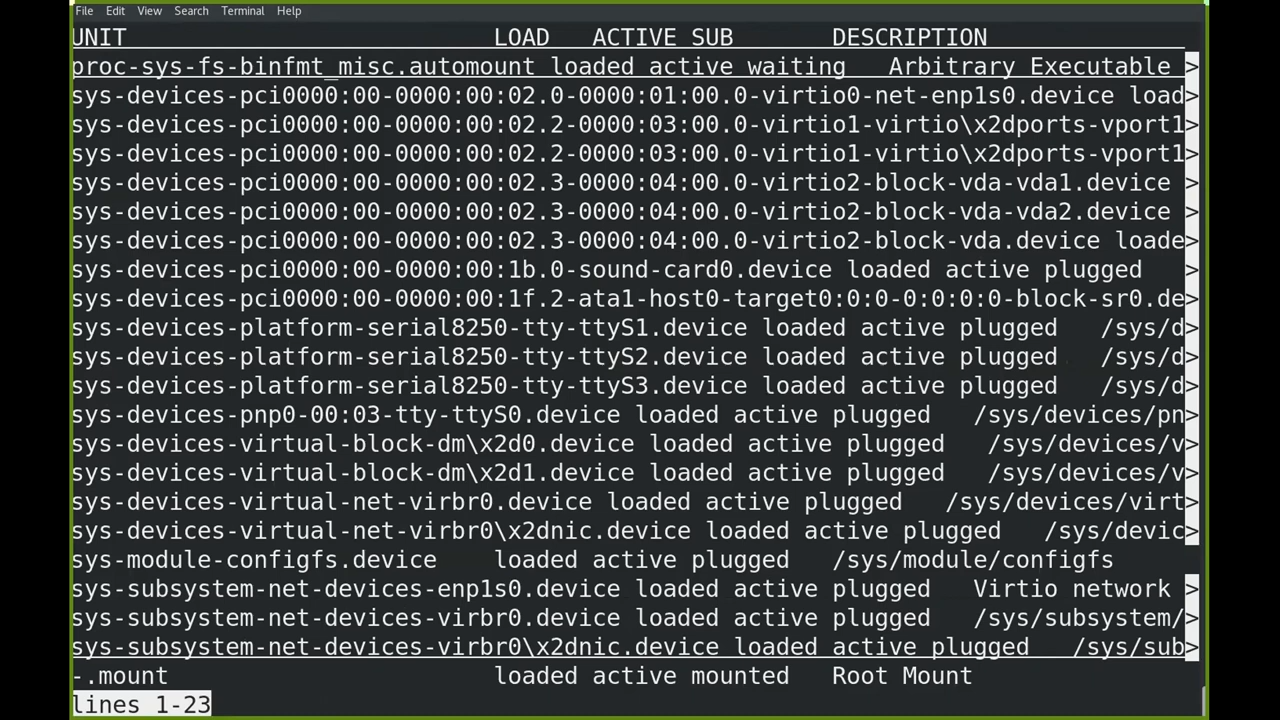 File Edit View Search Terminal Help
UNIT LOAD ACTIVE SUB DESCRIPTION
proc-sys-fs-binfmt_misc.automount loaded active waiting Arbitrary Executable >
sys-devices-pci0000:00-0000:00:02.0-0000:01:00.0-virtio0-net-enp1s0.device load>
sys-devices-pci0000:00-0000:00:02.2-0000:03:00.0-virtio1-virtio\x2dports-vport1>
sys-devices-pci0000:00-0000:00:02.2-0000:03:00.0-virtio1-virtio\x2dports-vport1>
sys-devices-pci0000:00-0000:00:02.3-0000:04:00.0-virtio2-block-vda-vda1.device >
sys-devices-pci0000:00-0000:00:02.3-0000:04:00.0-virtio2-block-vda-vda2.device >
sys-devices-pci0000:00-0000:00:02.3-0000:04:00.0-virtio2-block-vda.device loade>
sys-devices-pci0000:00-0000:00:1b.0-sound-card0.device loaded active plugged >
sys-devices-pci0000:00-0000:00:1f.2-ata1-host0-target0:0:0-0:0:0:0-block-sr0.de>
sys-devices-platform-serial8250-tty-ttyS1.device loaded active plugged /sys/d>
sys-devices-platform-serial8250-tty-ttyS2.device loaded active plugged /sys/d>
sys-devices-platform-serial8250-tty-ttyS3.device loaded active plugged /sys/d>
sys-devices-pnp0-00:03-tty-ttyS0.device loaded active plugged /sys/devices/pn>
sys-devices-virtual-block-dm\x2d0.device loaded active plugged /sys/devices/v>
sys-devices-virtual-block-dm\x2d1.device loaded active plugged /sys/devices/v>
sys-devices-virtual-net-virbr0.device loaded active plugged /sys/devices/virt>
sys-devices-virtual-net-virbr0\x2dnic.device loaded active plugged /sys/devic>
sys-module-configfs.device loaded active plugged /sys/module/configfs
sys-subsystem-net-devices-enp1s0.device loaded active plugged Virtio network >
sys-subsystem-net-devices-virbr0.device loaded active plugged /sys/subsystem/>
sys-subsystem-net-devices-virbr0\x2dnic.device loaded active plugged /sys/sub>
-.mount loaded active mounted Root Mount
lines 1-23